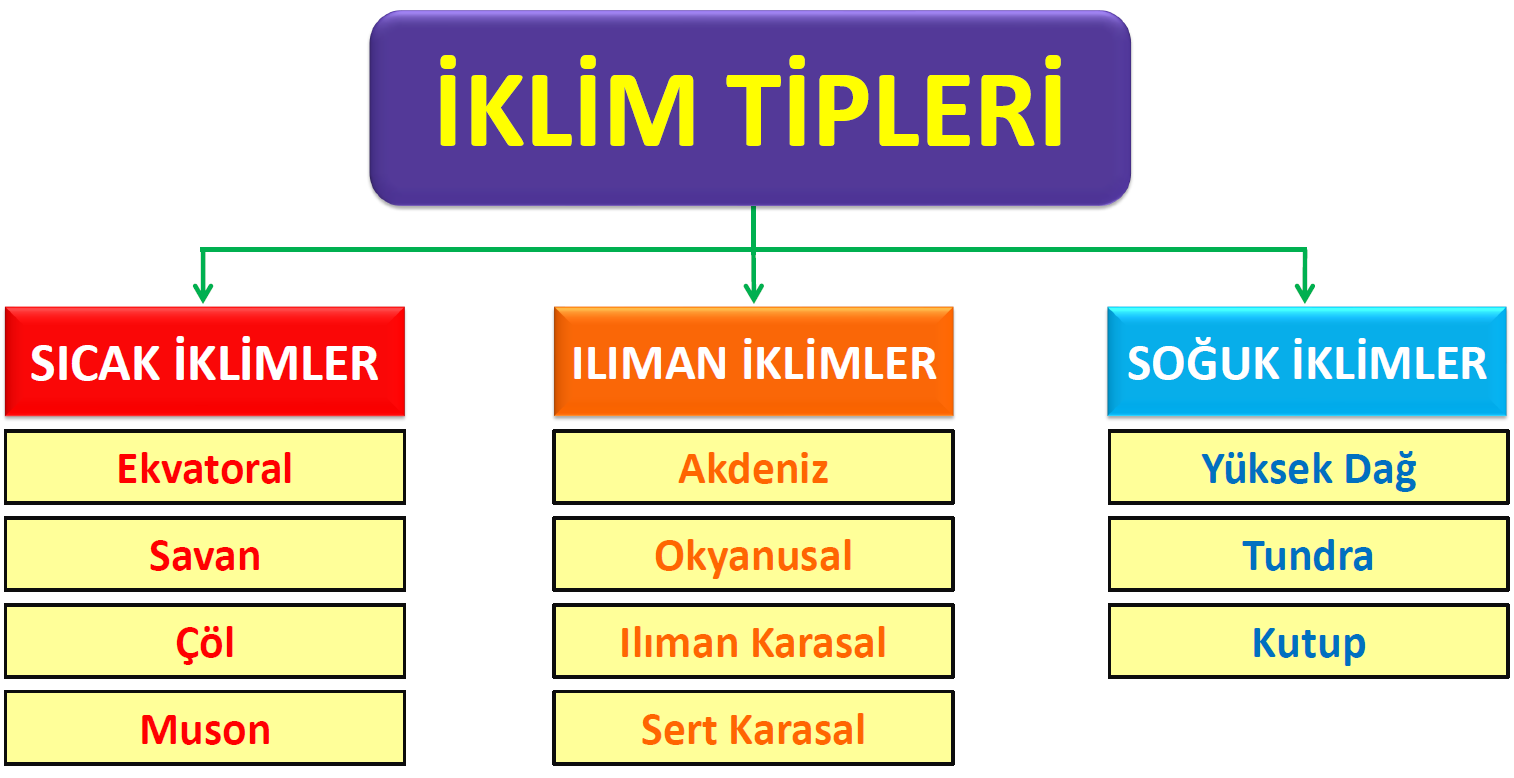 İKLİM TİPLERİ
SICAK İKLİMLER
Ekvatoral
Savan
Çöl
Muson
ILIMAN İKLİMLER
Akdeniz
Okyanusal
Ilıman Karasal
Sert Karasal
SOĞUK İKLİMLER
Yüksek Dağ
Tundra
Kutup